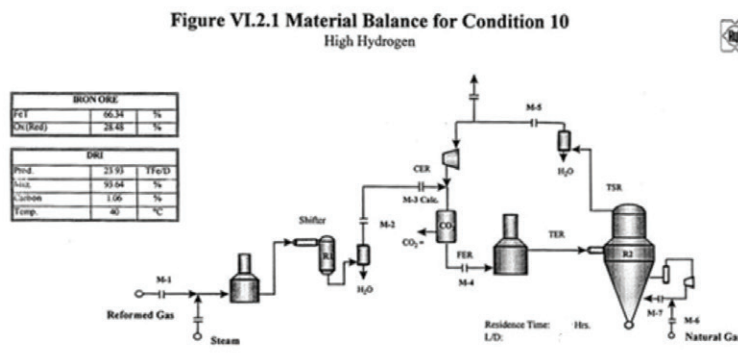 Figure VI.2.1 Material Balance for Condition 10
High Hydrogen
IRON ORE
FeT 66.34 %
Ox(Red) 28.48 %
DRI
Prod. 23.93 TFe/D
93.64 %
Carbon 1.06 %
Temp. 40 °C
M-5
H₂O
CER
TSR
M-3 Calc.
Shifter
M-2
CO₂
CO₂ =
TER
R1
R2
FER
M-1
H₂O
M-4
Reformed Gas
M-7
M-6
Steam
Residence Time: Hrs.
L/D:
Natural Gas